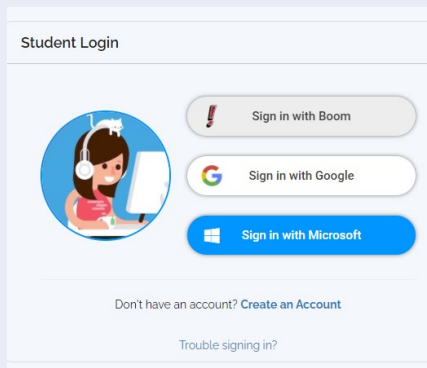 Student Login
Sign in with Boom
Sign in with Google
Sign in with Microsoft
Don't have an account? Create an Account
Trouble signing in?